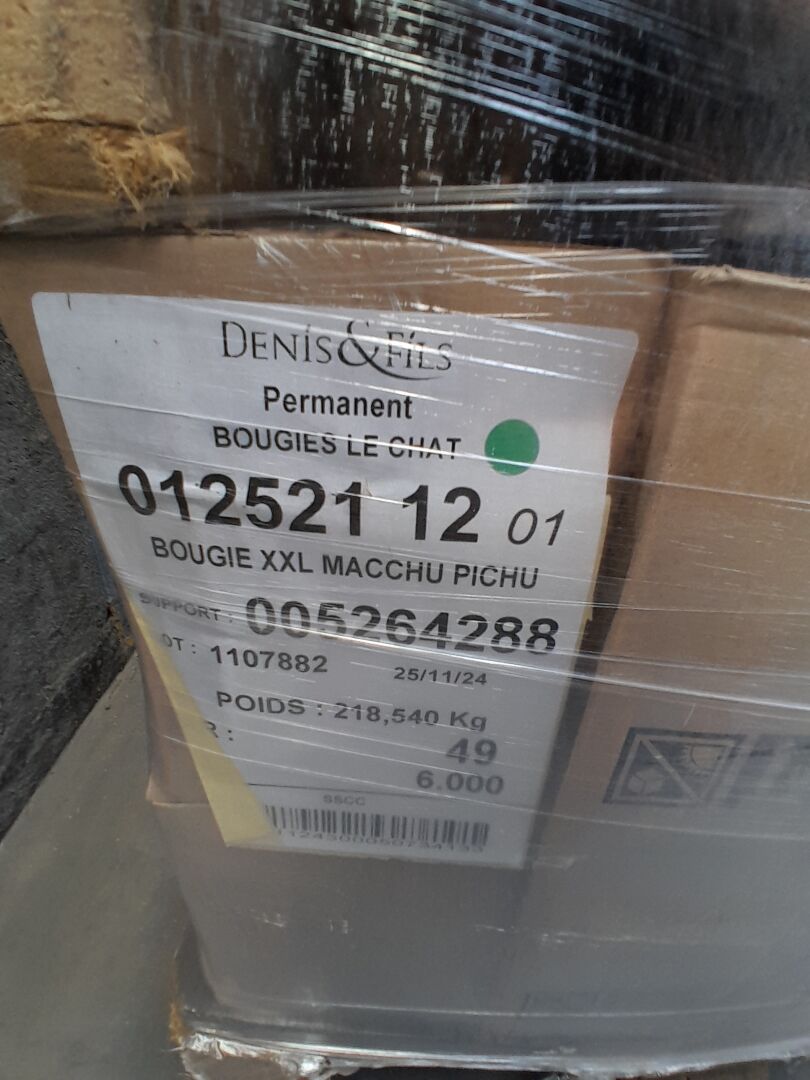 DENIS & FILS
Permanent
BOUGIES LE CHAT
012521 12 01
BOUGIE XXL MACCHU PICHU
SUPPORT : 005264288
OT : 1107882 25/11/24
POIDS : 218,540 Kg
R : 49
6.000
SSCC